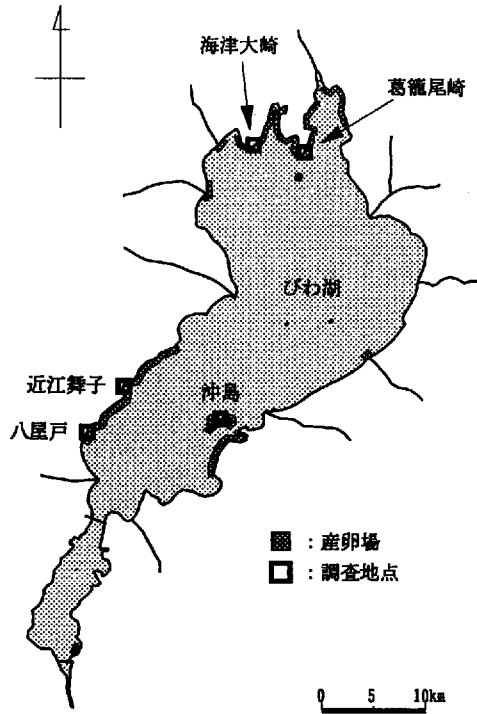 海津大崎
葛籠尾崎
びわ湖
近江舞子
沖島
八屋戸
：産卵場
：調査地点
0 5 10km